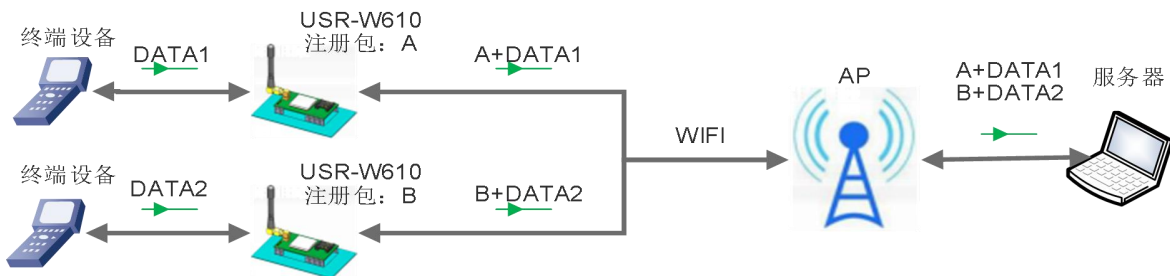 终端设备
DATA1
USR-W610
注册包：A
A+DATA1
AP
A+DATA1
B+DATA2
服务器
WIFI
终端设备
DATA2
USR-W610
注册包：B
B+DATA2